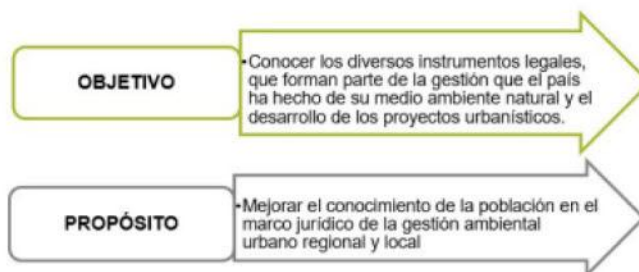 OBJETIVO
•Conocer los diversos instrumentos legales,
que forman parte de la gestión que el país
ha hecho de su medio ambiente natural y el
desarrollo de los proyectos urbanísticos.
PROPÓSITO
•Mejorar el conocimiento de la población en el
marco jurídico de la gestión ambiental
urbano regional y local